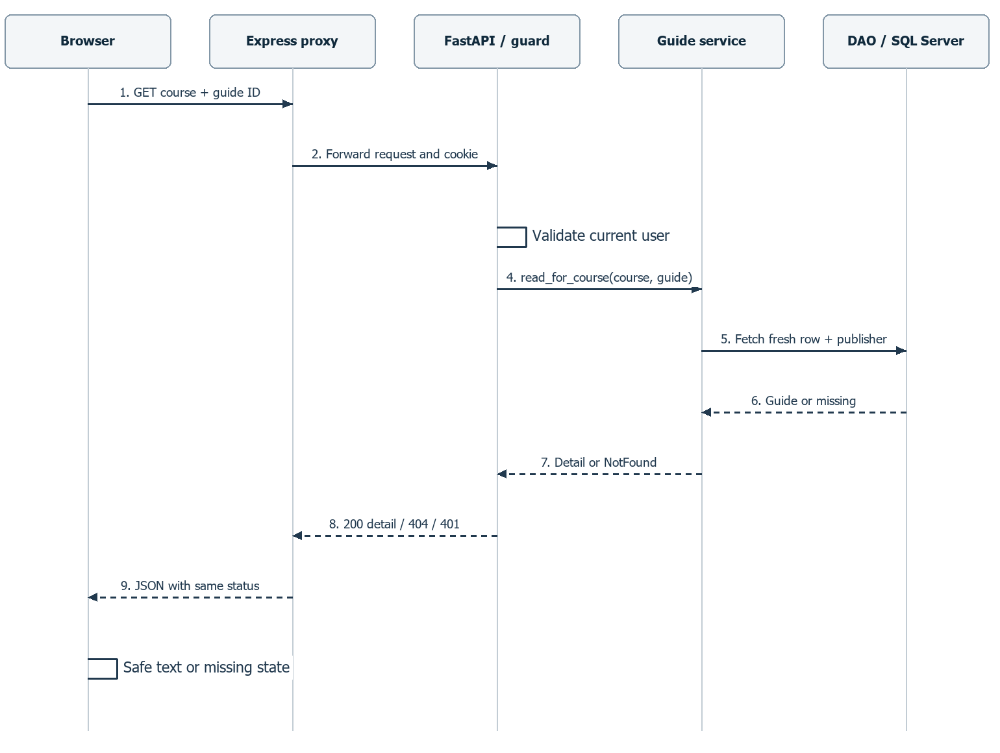 Browser
Express proxy
FastAPI / guard
Guide service
DAO / SQL Server
1. GET course + guide ID
2. Forward request and cookie
Validate current user
4. read_for_course(course, guide)
5. Fetch fresh row + publisher
6. Guide or missing
7. Detail or NotFound
8. 200 detail / 404 / 401
9. JSON with same status
Safe text or missing state